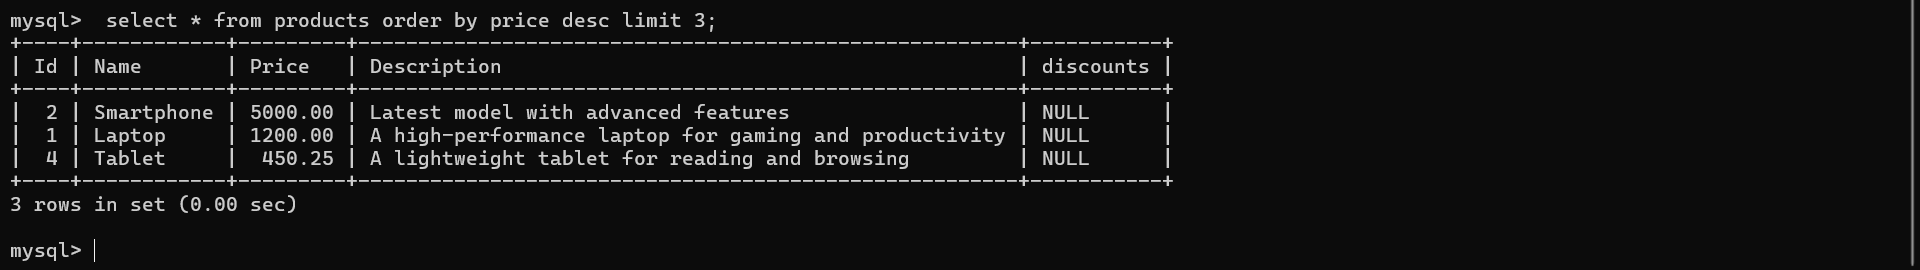 mysql>  select * from products order by price desc limit 3;
+----+------------+---------+-------------------------------------------------------+-----------+
| Id | Name       | Price   | Description                                           | discounts |
+----+------------+---------+-------------------------------------------------------+-----------+
|  2 | Smartphone | 5000.00 | Latest model with advanced features                   | NULL      |
|  1 | Laptop     | 1200.00 | A high-performance laptop for gaming and productivity | NULL      |
|  4 | Tablet     |  450.25 | A lightweight tablet for reading and browsing         | NULL      |
+----+------------+---------+-------------------------------------------------------+-----------+
3 rows in set (0.00 sec)

mysql>